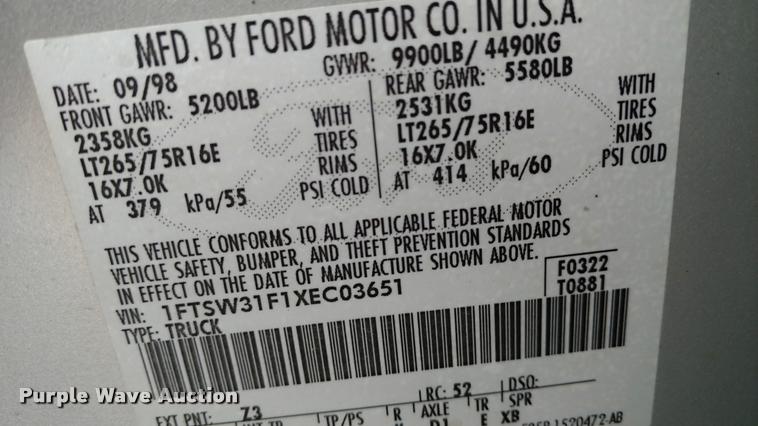 MFD. BY FORD MOTOR CO. IN U.S.A.
DATE: 09/98 GVWR: 9900LB/ 4490KG
FRONT GAWR: 5200LB REAR GAWR: 5580LB
2358KG WITH 2531KG WITH
LT265/75R16E TIRES LT265/75R16E TIRES
16X7.0K RIMS 16X7.0K RIMS
AT 379 kPa/55 PSI COLD AT 414 kPa/60 PSI COLD
THIS VEHICLE CONFORMS TO ALL APPLICABLE FEDERAL MOTOR
VEHICLE SAFETY, BUMPER, AND THEFT PREVENTION STANDARDS
IN EFFECT ON THE DATE OF MANUFACTURE SHOWN ABOVE.
VIN: 1FTSW31F1XEC03651 F0322
TYPE: TRUCK T0881
EXT PNT: Z3 RC: 52 DSO:
TP/PS R AXLE TR SPR
E XB
Purple Wave Auction